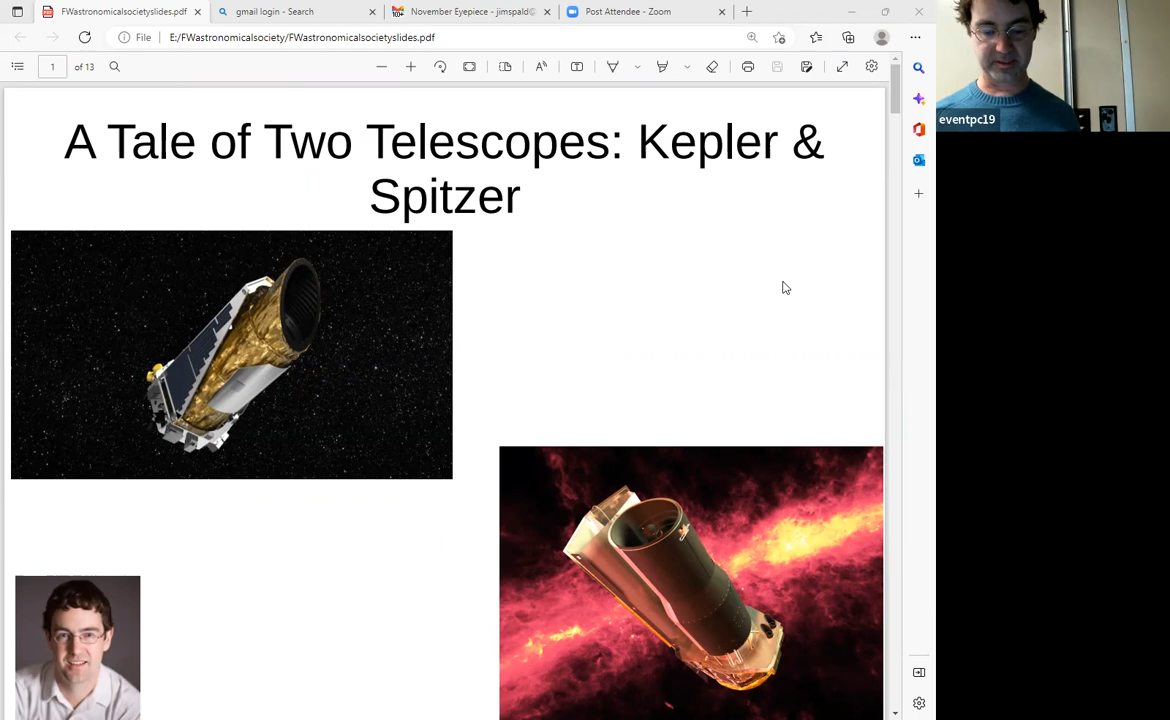 FWastronomicalsocietyslides.pdf
gmail login - Search
November Eyepiece - jimspald@
Post Attendee - Zoom
File
E:/FWastronomicalsociety/FWastronomicalsocietyslides.pdf
1 of 13
A Tale of Two Telescopes: Kepler &
Spitzer
eventpc19